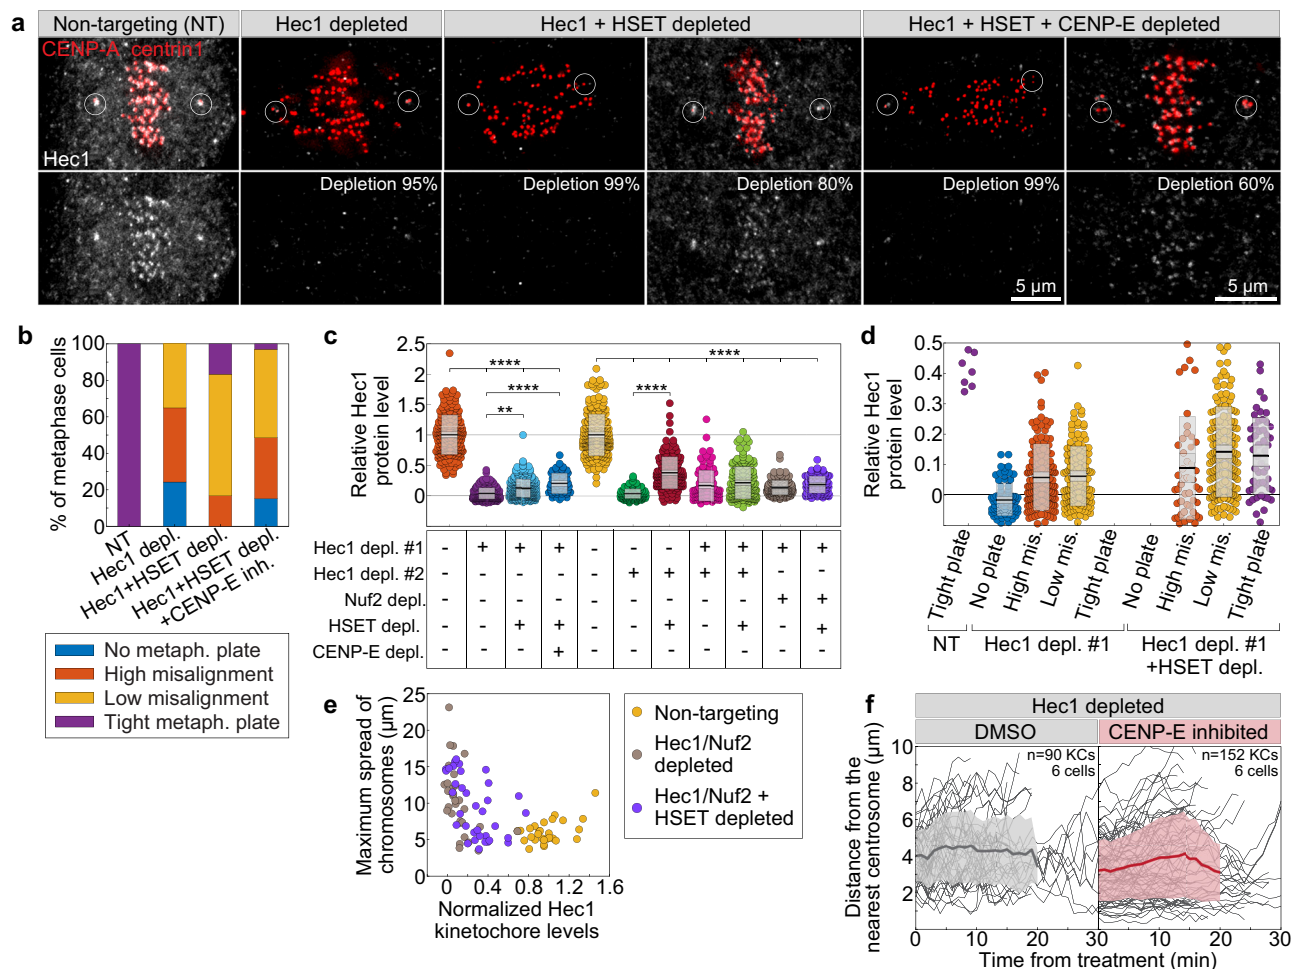 a
Non-targeting (NT)
Hec1 depleted
Hec1 + HSET depleted
Hec1 + HSET + CENP-E depleted
CENP-A centrin1
Hec1
Depletion 95%
Depletion 99%
Depletion 80%
Depletion 99%
Depletion 60%
5 µm
5 µm
b
% of metaphase cells
100
80
60
40
20
0
NT
Hec1 depl.
Hec1+HSET depl.
Hec1+HSET depl.
+CENP-E inh.
No metaph. plate
High misalignment
Low misalignment
Tight metaph. plate
c
Relative Hec1
protein level
2.5
2
1.5
1
0.5
0
****
****
**
****
****
Hec1 depl. #1 - + + + - - - + + + +
Hec1 depl. #2 - - - - - + + + + - -
Nuf2 depl. - - - - - - - - - + +
HSET depl. - - + + - - + - + - +
CENP-E depl. - - - + - - - - - - -
d
Relative Hec1
protein level
0.5
0.4
0.3
0.2
0.1
0
Tight plate
No plate
High mis.
Low mis.
Tight plate
No plate
High mis.
Low mis.
Tight plate
NT
Hec1 depl. #1
Hec1 depl. #1
+HSET depl.
e
Maximum spread of
chromosomes (µm)
25
20
15
10
5
0
0 0.4 0.8 1.2 1.6
Normalized Hec1
kinetochore levels
Non-targeting
Hec1/Nuf2
depleted
Hec1/Nuf2 +
HSET depleted
f
Hec1 depleted
DMSO
CENP-E inhibited
n=90 KCs
6 cells
n=152 KCs
6 cells
Distance from the
nearest centrosome (µm)
10
8
6
4
2
0 10 20 30 10 20 30
Time from treatment (min)